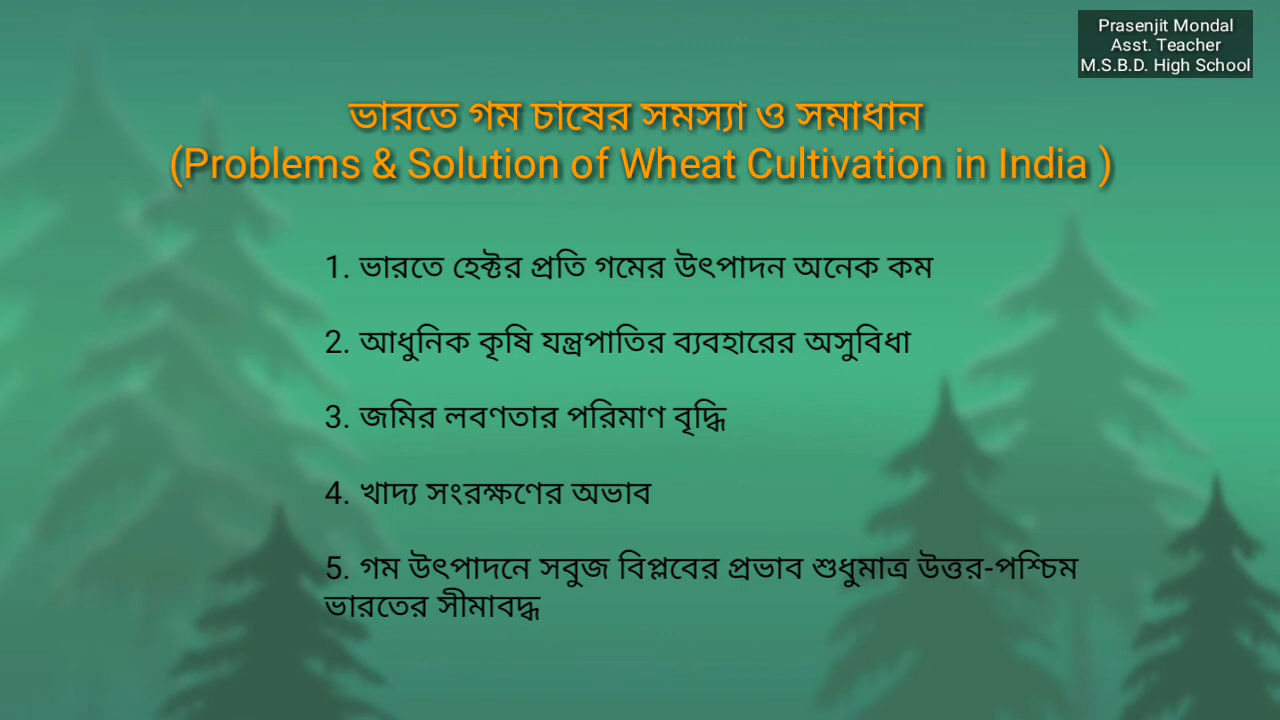 Prasenjit Mondal
Asst. Teacher
M.S.B.D. High School
ভারতে গম চাষের সমস্যা ও সমাধান
(Problems & Solution of Wheat Cultivation in India )
1. ভারতে হেক্টর প্রতি গমের উৎপাদন অনেক কম
2. আধুনিক কৃষি যন্ত্রপাতির ব্যবহারের অসুবিধা
3. জমির লবণতার পরিমাণ বৃদ্ধি
4. খাদ্য সংরক্ষণের অভাব
5. গম উৎপাদনে সবুজ বিপ্লবের প্রভাব শুধুমাত্র উত্তর-পশ্চিম
ভারতের সীমাবদ্ধ